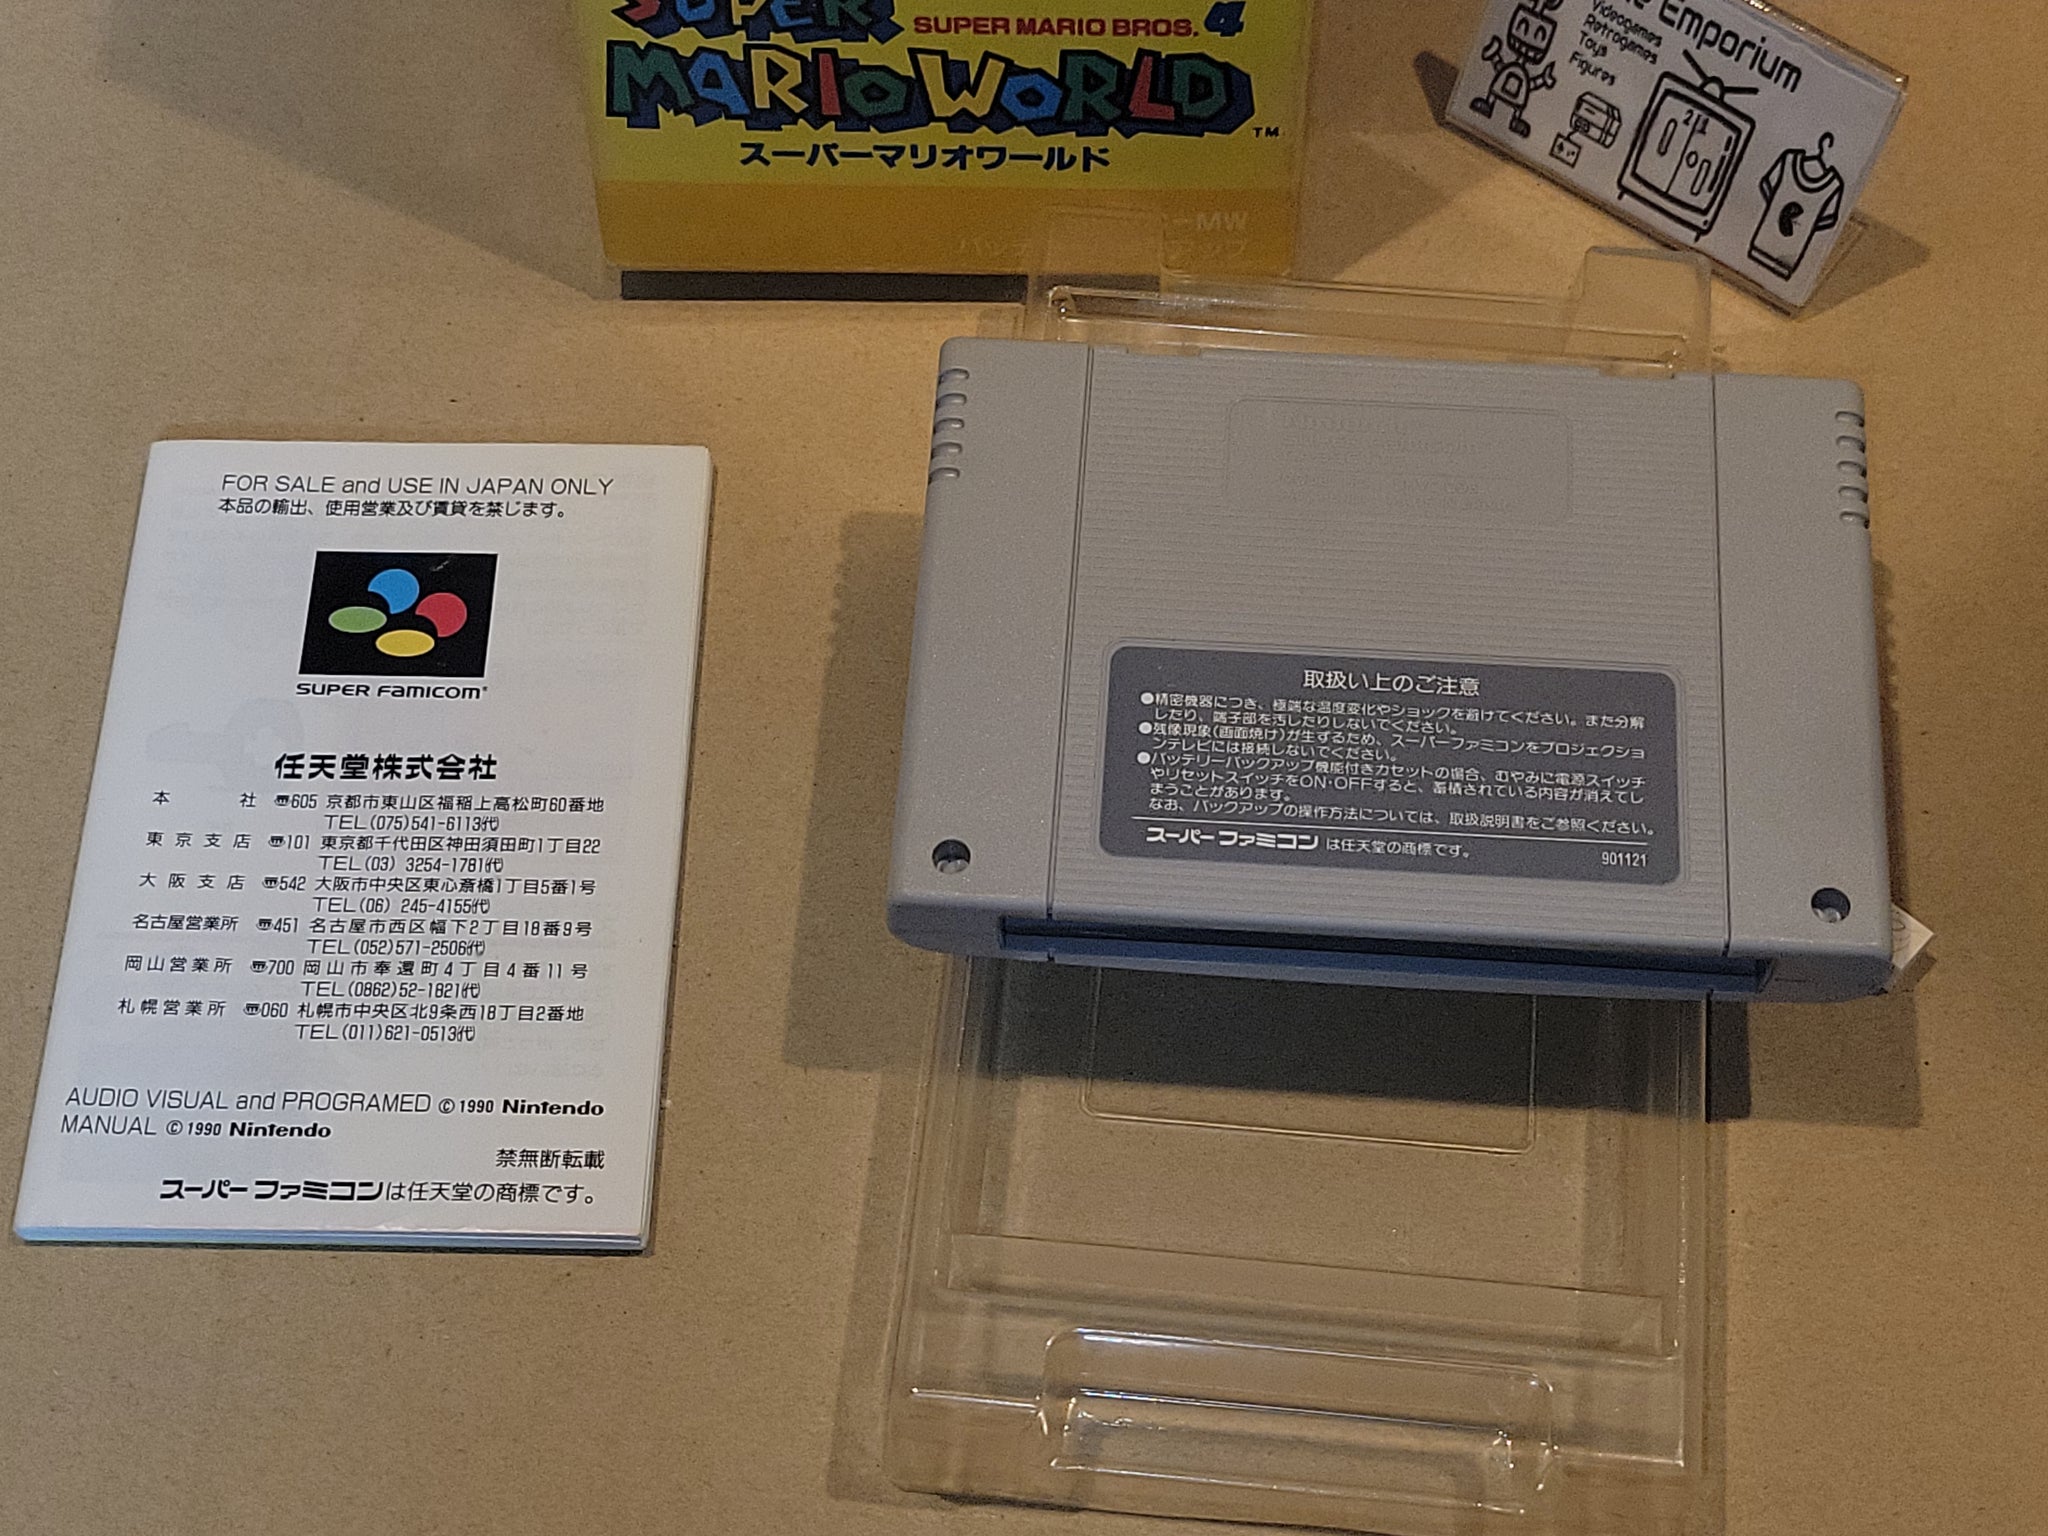 SUPER
SUPER MARIO BROS. 4
MARIO WORLD
TM
スーパーマリオワールド
-MW
Emporium
Videogames
Retrogames
Toys
Figures
2 1
FOR SALE and USE IN JAPAN ONLY
本品の輸出、使用営業及び賃貸を禁じます。
SUPER FAMICOM
任天堂株式会社
本 社 〒605 京都市東山区福稲上高松町60番地
TEL(075)541-6113代
東京支店 〒101 東京都千代田区神田須田町1丁目22
TEL(03) 3254-1781代
大阪支店 〒542 大阪市中央区東心斎橋1丁目5番1号
TEL(06) 245-4155代
名古屋営業所 〒451 名古屋市西区幅下2丁目18番9号
TEL(052)571-2506代
岡山営業所 〒700 岡山市奉還町4丁目4番11号
TEL(0862)52-1821代
札幌営業所 〒060 札幌市中央区北9条西18丁目2番地
TEL(011)621-0513代
AUDIO VISUAL and PROGRAMED ©1990 Nintendo
MANUAL ©1990 Nintendo
禁無断転載
スーパーファミコンは任天堂の商標です。
取扱い上のご注意
●精密機器につき、極端な温度変化やショックを避けてください。また分解
したり、端子部を汚したりしないでください。
●残像現象(画面焼け)が生ずるため、スーパーファミコンをプロジェクショ
ンテレビには接続しないでください。
●バッテリーバックアップ機能付きカセットの場合、むやみに電源スイッチ
やリセットスイッチをON・OFFすると、蓄積されている内容が消えてし
まうことがあります。
なお、バックアップの操作方法については、取扱説明書をご参照ください。
スーパーファミコンは任天堂の商標です。
901121